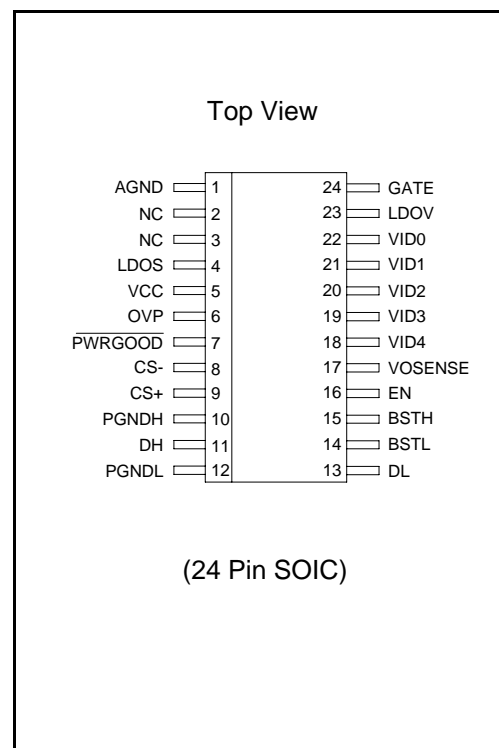 Top View
AGND 1 24 GATE
NC 2 23 LDOV
NC 3 22 VID0
LDOS 4 21 VID1
VCC 5 20 VID2
OVP 6 19 VID3
PWRGOOD 7 18 VID4
CS- 8 17 VOSENSE
CS+ 9 16 EN
PGNDH 10 15 BSTH
DH 11 14 BSTL
PGNDL 12 13 DL
(24 Pin SOIC)